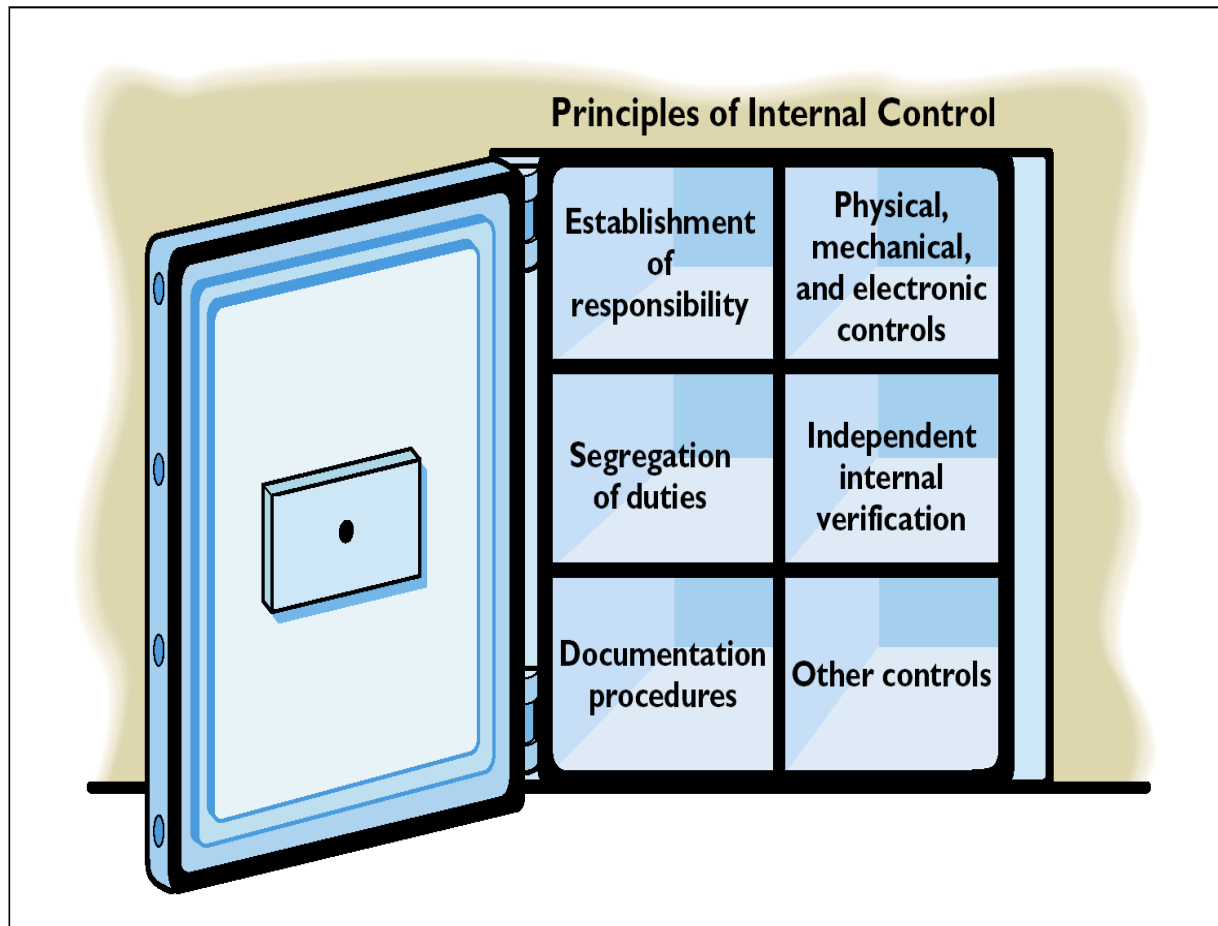 Principles of Internal Control
Establishment
of
responsibility
Physical,
mechanical,
and electronic
controls
Segregation
of duties
Independent
internal
verification
Documentation
procedures
Other controls